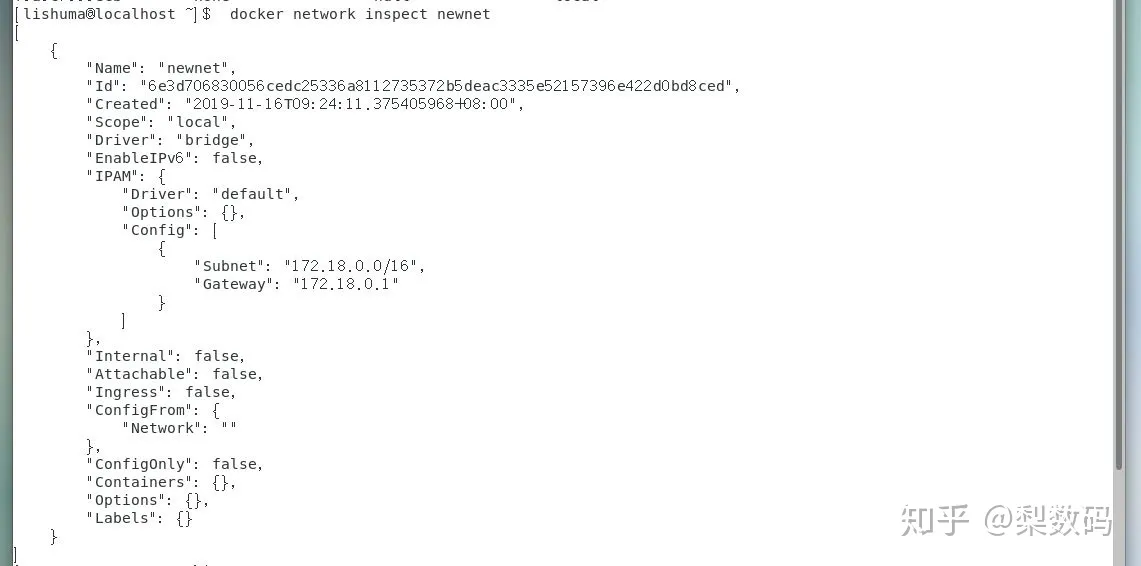 [lishuma@localhost ~]$  docker network inspect newnet
[
    {
        "Name": "newnet",
        "Id": "6e3d706830056cedc25336a8112735372b5deac3335e52157396e422d0bd8ced",
        "Created": "2019-11-16T09:24:11.375405968+08:00",
        "Scope": "local",
        "Driver": "bridge",
        "EnableIPv6": false,
        "IPAM": {
            "Driver": "default",
            "Options": {},
            "Config": [
                {
                    "Subnet": "172.18.0.0/16",
                    "Gateway": "172.18.0.1"
                }
            ]
        },
        "Internal": false,
        "Attachable": false,
        "Ingress": false,
        "ConfigFrom": {
            "Network": ""
        },
        "ConfigOnly": false,
        "Containers": {},
        "Options": {},
        "Labels": {}
    }
]
知乎 @梨数码